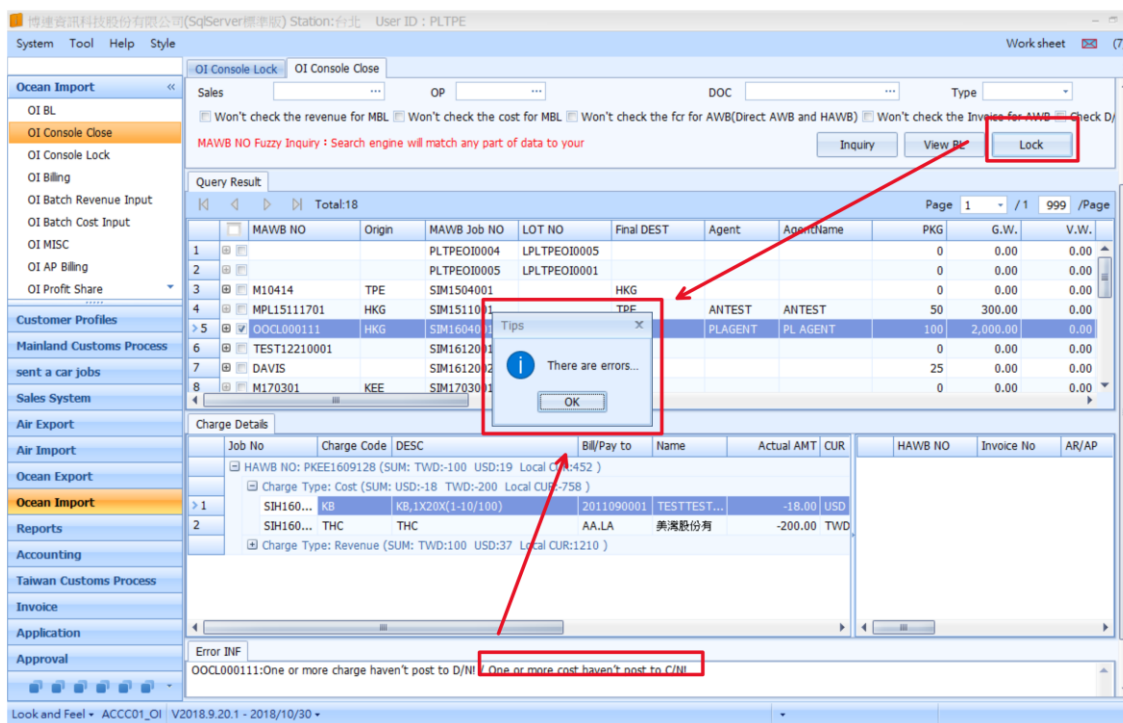 博連資訊科技股份有限公司(SqlServer標準版) Station:台北 User ID : PLTPE
System Tool Help Style
Work sheet (7
OI Console Lock OI Console Close
Ocean Import «
OI BL
OI Console Close
OI Console Lock
OI Billing
OI Batch Revenue Input
OI Batch Cost Input
OI MISC
OI AP Billing
OI Profit Share
Customer Profiles
Mainland Customs Process
sent a car jobs
Sales System
Air Export
Air Import
Ocean Export
Ocean Import
Reports
Accounting
Taiwan Customs Process
Invoice
Application
Approval
Sales ... OP ... DOC ... Type
Won't check the revenue for MBL Won't check the cost for MBL Won't check the fcr for AWB(Direct AWB and HAWB) Won't check the Invoice for AWB Check D/
MAWB NO Fuzzy Inquiry : Search engine will match any part of data to your
Inquiry View BL Lock
Query Result
Total:18 Page 1 / 1 999 /Page
MAWB NO Origin MAWB Job NO LOT NO Final DEST Agent AgentName PKG G.W. V.W.
1 PLTPEOI0004 LPLTPEOI0005 0 0.00 0.00
2 PLTPEOI0005 LPLTPEOI0001 0 0.00 0.00
3 M10414 TPE SIM1504001 HKG 0 0.00 0.00
4 MPL15111701 HKG SIM1511001 TPE ANTEST ANTEST 50 300.00 0.00
> 5 OOCL000111 HKG SIM1604001 PLAGENT PL AGENT 100 2,000.00 0.00
6 TEST12210001 SIM1612001 0 0.00 0.00
7 DAVIS SIM1612002 25 0.00 0.00
8 M170301 KEE SIM1703001 0 0.00 0.00
Tips x
There are errors...
OK
Charge Details
Job No Charge Code DESC Bill/Pay to Name Actual AMT CUR
HAWB NO: PKEE1609128 (SUM: TWD:-100 USD:19 Local CUR:452 )
Charge Type: Cost (SUM: USD:-18 TWD:-200 Local CUR:-758 )
> 1 SIH160... KB KB,1X20X(1-10/100) 2011090001 TESTTEST... -18.00 USD
2 SIH160... THC THC AA.LA 美灣股份有 -200.00 TWD
Charge Type: Revenue (SUM: TWD:100 USD:37 Local CUR:1210 )
HAWB NO Invoice No AR/AP
Error INF
OOCL000111:One or more charge haven't post to D/N! / One or more cost haven't post to C/N!
Look and Feel ACCC01_OI V2018.9.20.1 - 2018/10/30